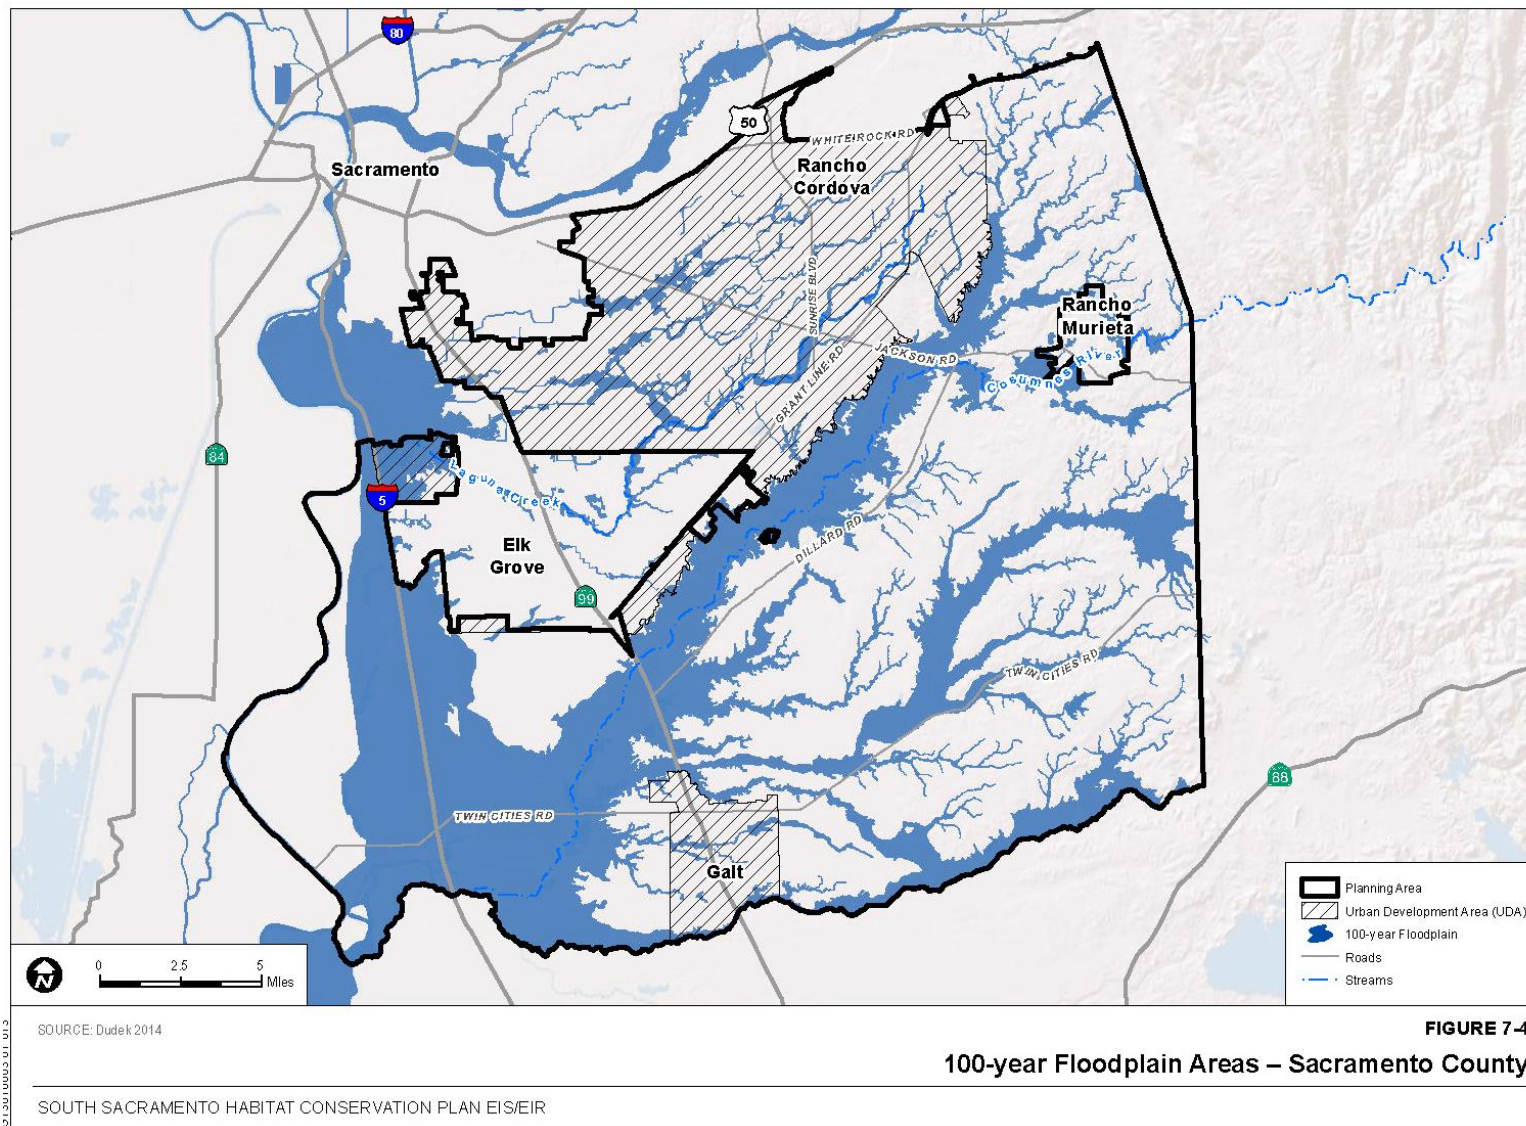 80
50
WHITE ROCK RD
Sacramento
Rancho
Cordova
SUNRISE BLVD
Rancho
Murieta
JACKSON RD
Cosumnes River
GRANT LINE RD
84
Laguna Creek
5
DILLARD RD
Elk
Grove
99
TWIN CITIES RD
88
TWIN CITIES RD
Galt
Planning Area
Urban Development Area (UDA)
100-year Floodplain
Roads
Streams
N
0 2.5 5
Miles
SOURCE: Dudek 2014
FIGURE 7-4
100-year Floodplain Areas – Sacramento County
SOUTH SACRAMENTO HABITAT CONSERVATION PLAN EIS/EIR